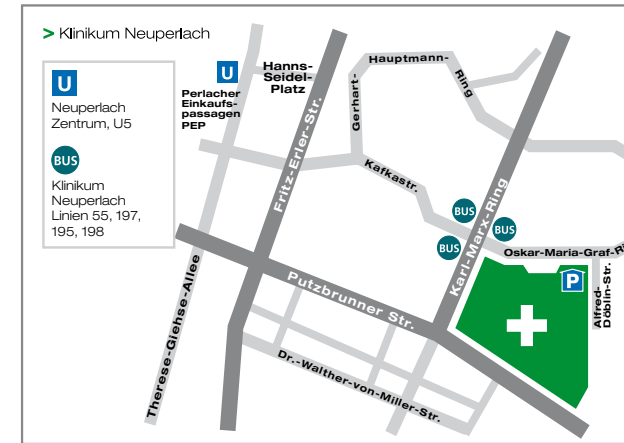 > Klinikum Neuperlach
U
Neuperlach
Zentrum, U5
BUS
Klinikum
Neuperlach
Linien 55, 197,
195, 198
U
Perlacher
Einkaufs-
passagen
PEP
Hanns-
Seidel-
Platz
Fritz-Erler-Str.
Gerhart-
Hauptmann-
Ring
Kafkastr.
BUS
BUS
BUS
Karl-Marx-Ring
Oskar-Maria-Graf-Ri
P
Alfred-
Döblin-Str.
Therese-Giehse-Allee
Putzbrunner Str.
Dr.-Walther-von-Miller-Str.